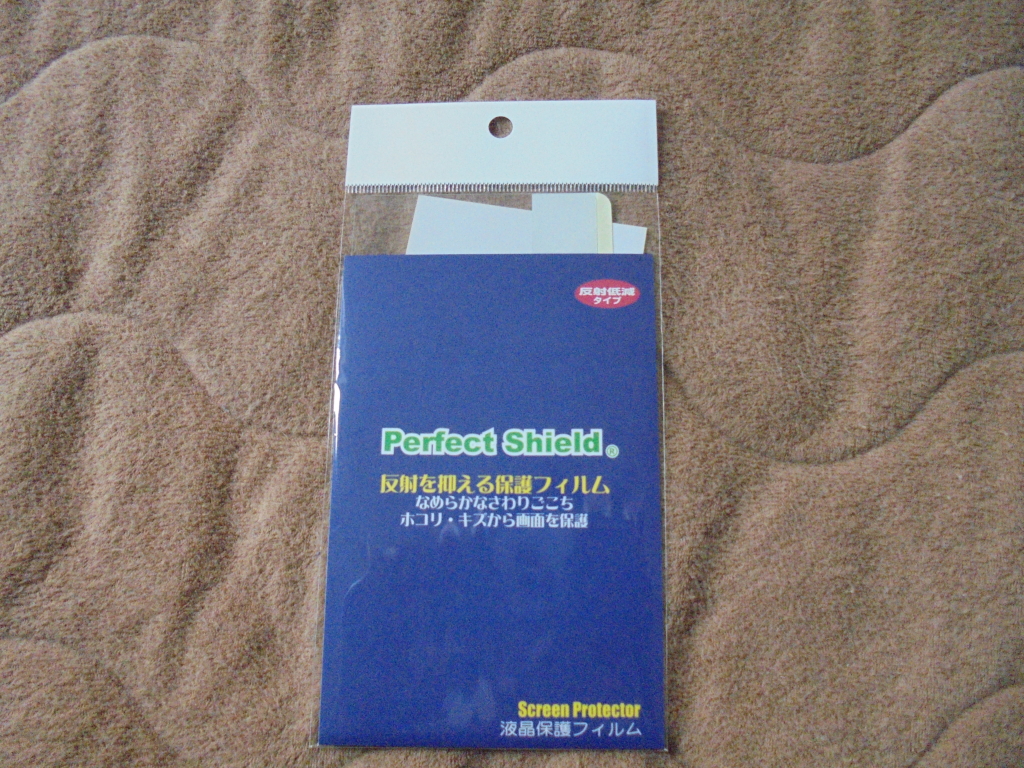 反射低減
タイプ
Perfect Shield ®
反射を抑える保護フィルム
なめらかなさわりごこち
ホコリ・キズから画面を保護
Screen Protector
液晶保護フィルム